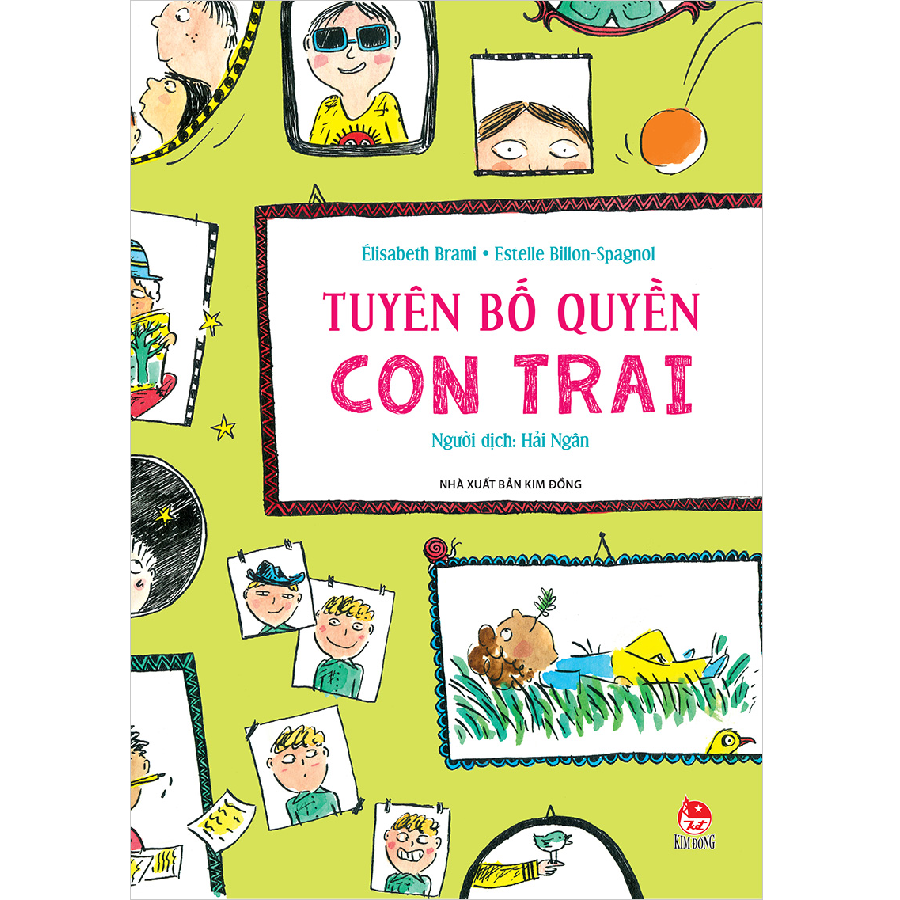 Élisabeth Brami • Estelle Billon-Spagnol
TUYÊN BỐ QUYỀN
CON TRAI
Người dịch: Hải Ngân
NHÀ XUẤT BẢN KIM ĐỒNG
KIM ĐỒNG